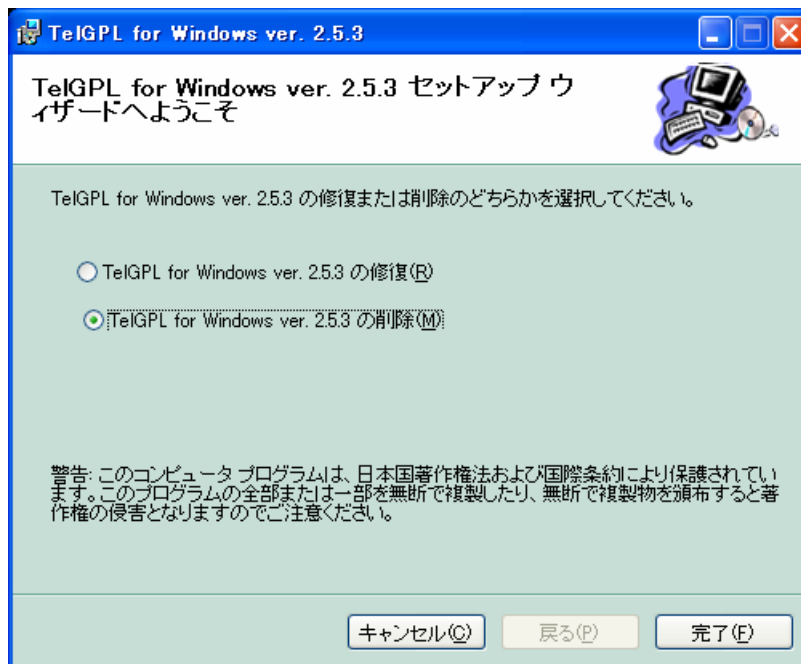 TelGPL for Windows ver. 2.5.3
TelGPL for Windows ver. 2.5.3 セットアップ ウ
ィザードへようこそ
TelGPL for Windows ver. 2.5.3 の修復または削除のどちらかを選択してください。
TelGPL for Windows ver. 2.5.3 の修復(R)
TelGPL for Windows ver. 2.5.3 の削除(M)
警告: このコンピュータ プログラムは、日本国著作権法および国際条約により保護されてい
ます。このプログラムの全部または一部を無断で複製したり、無断で複製物を頒布すると著
作権の侵害となりますのでご注意ください。
キャンセル(C) 戻る(P) 完了(F)